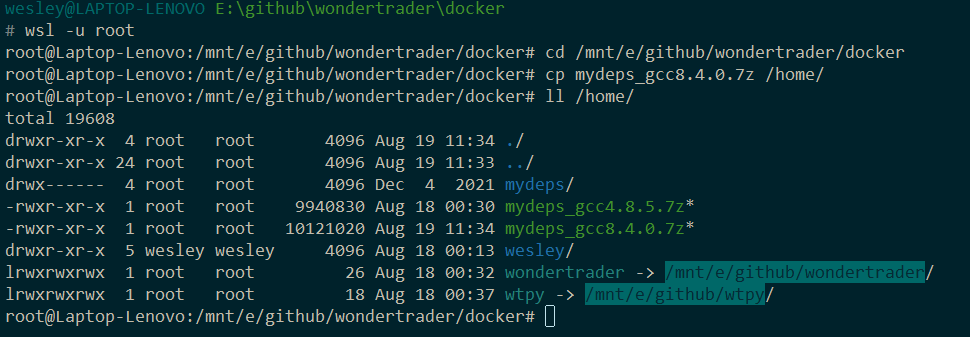 wesley@LAPTOP-LENOVO E:\github\wondertrader\docker
# wsl -u root
root@Laptop-Lenovo:/mnt/e/github/wondertrader/docker# cd /mnt/e/github/wondertrader/docker
root@Laptop-Lenovo:/mnt/e/github/wondertrader/docker# cp mydeps_gcc8.4.0.7z /home/
root@Laptop-Lenovo:/mnt/e/github/wondertrader/docker# ll /home/
total 19608
drwxr-xr-x  4 root   root       4096 Aug 19 11:34 ./
drwxr-xr-x 24 root   root       4096 Aug 19 11:33 ../
drwx------  4 root   root       4096 Dec  4  2021 mydeps/
-rwxr-xr-x  1 root   root    9940830 Aug 18 00:30 mydeps_gcc4.8.5.7z*
-rwxr-xr-x  1 root   root   10121020 Aug 19 11:34 mydeps_gcc8.4.0.7z*
drwxr-xr-x  5 wesley wesley     4096 Aug 18 00:13 wesley/
lrwxrwxrwx  1 root   root         26 Aug 18 00:32 wondertrader -> /mnt/e/github/wondertrader/
lrwxrwxrwx  1 root   root         18 Aug 18 00:37 wtpy -> /mnt/e/github/wtpy/
root@Laptop-Lenovo:/mnt/e/github/wondertrader/docker#